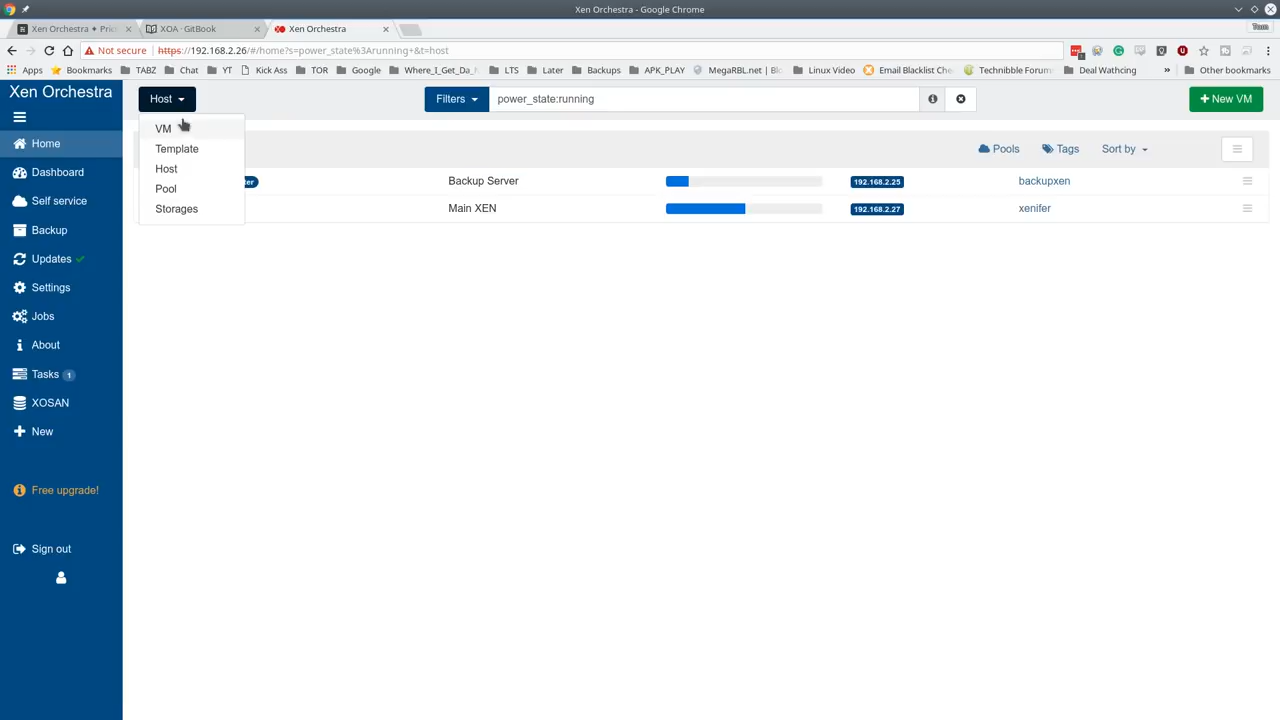 Xen Orchestra - Google Chrome
Xen Orchestra ✦ Pric
XOA · GitBook
Xen Orchestra
Tom
Not secure https://192.168.2.26/#/home?s=power_state%3Arunning+&t=host
Apps Bookmarks TABZ Chat YT Kick Ass TOR Google Where_I_Get_Da_ LTS Later Backups APK_PLAY MegaRBL.net | Blo Linux Video Email Blacklist Che Technibble Forum Deal Wathcing » Other bookmarks
Xen Orchestra
Host
Filters
power_state:running
+ New VM
VM
Template
Host
Pool
Storages
Pools
Tags
Sort by
Backup Server
192.168.2.25
backupxen
Main XEN
192.168.2.27
xenifer
Home
Dashboard
Self service
Backup
Updates
Settings
Jobs
About
Tasks 1
XOSAN
New
Free upgrade!
Sign out